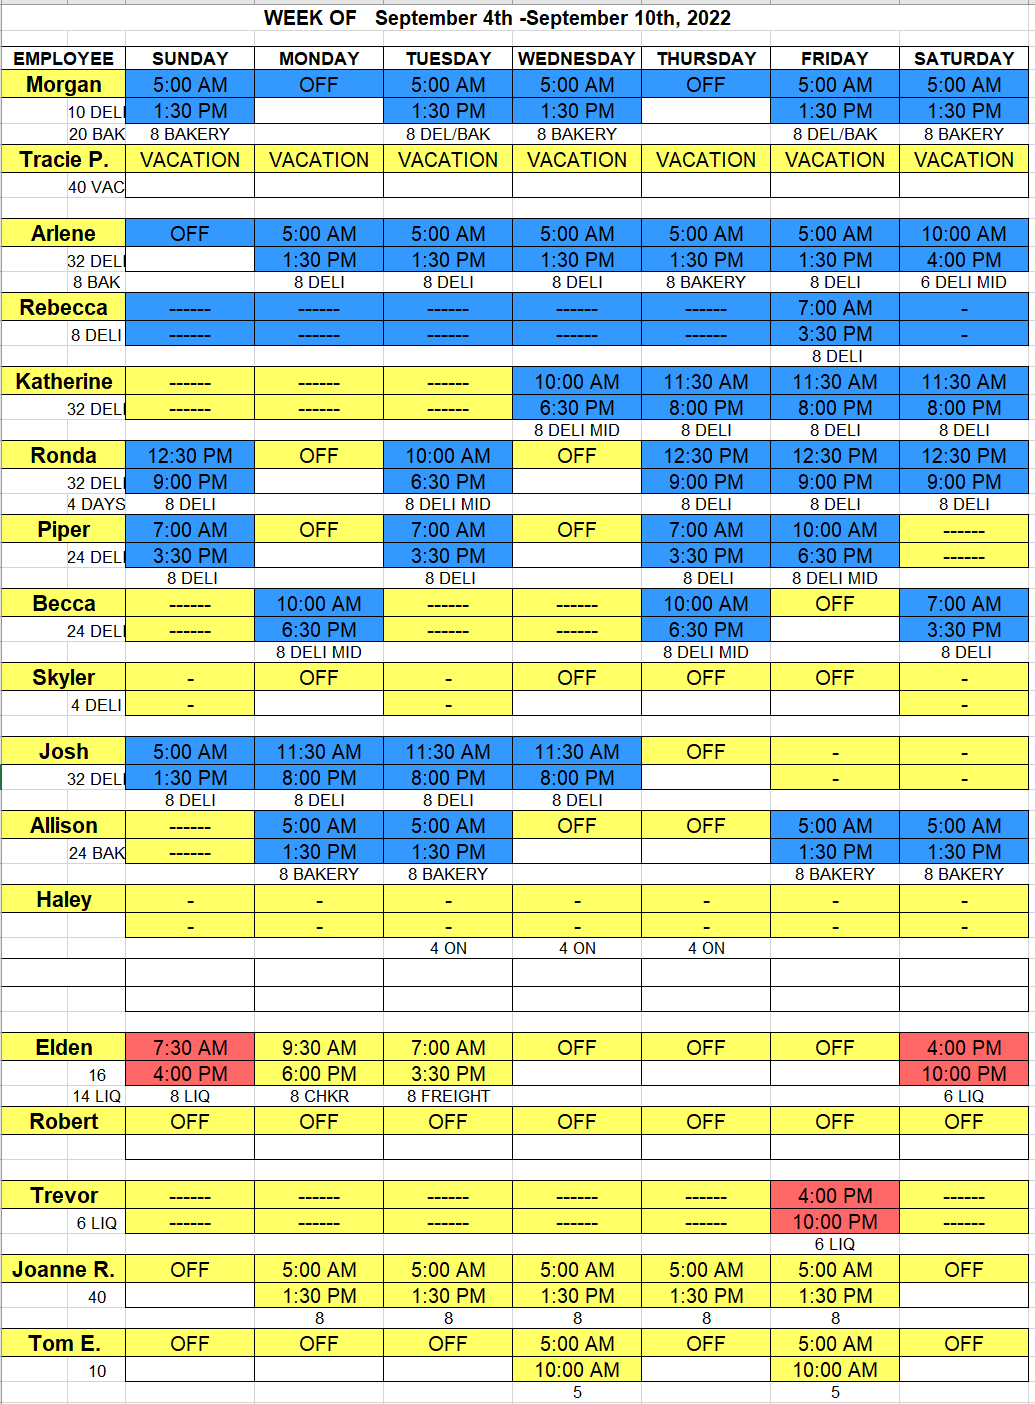 WEEK OF September 4th -September 10th, 2022
EMPLOYEE SUNDAY MONDAY TUESDAY WEDNESDAY THURSDAY FRIDAY SATURDAY
Morgan 5:00 AM OFF 5:00 AM 5:00 AM OFF 5:00 AM 5:00 AM
10 DELI 1:30 PM 1:30 PM 1:30 PM 1:30 PM 1:30 PM
20 BAK 8 BAKERY 8 DEL/BAK 8 BAKERY 8 DEL/BAK 8 BAKERY
Tracie P. VACATION VACATION VACATION VACATION VACATION VACATION VACATION
40 VAC
Arlene OFF 5:00 AM 5:00 AM 5:00 AM 5:00 AM 5:00 AM 10:00 AM
32 DELI 1:30 PM 1:30 PM 1:30 PM 1:30 PM 1:30 PM 4:00 PM
8 BAK 8 DELI 8 DELI 8 DELI 8 BAKERY 8 DELI 6 DELI MID
Rebecca ------ ------ ------ ------ ------ 7:00 AM -
8 DELI ------ ------ ------ ------ ------ 3:30 PM -
8 DELI
Katherine ------ ------ ------ 10:00 AM 11:30 AM 11:30 AM 11:30 AM
32 DELI ------ ------ ------ 6:30 PM 8:00 PM 8:00 PM 8:00 PM
8 DELI MID 8 DELI 8 DELI 8 DELI
Ronda 12:30 PM OFF 10:00 AM OFF 12:30 PM 12:30 PM 12:30 PM
32 DELI 9:00 PM 6:30 PM 9:00 PM 9:00 PM 9:00 PM
4 DAYS 8 DELI 8 DELI MID 8 DELI 8 DELI 8 DELI
Piper 7:00 AM OFF 7:00 AM OFF 7:00 AM 10:00 AM ------
24 DELI 3:30 PM 3:30 PM 3:30 PM 6:30 PM ------
8 DELI 8 DELI 8 DELI 8 DELI MID
Becca ------ 10:00 AM ------ ------ 10:00 AM OFF 7:00 AM
24 DELI ------ 6:30 PM ------ ------ 6:30 PM 3:30 PM
8 DELI MID 8 DELI MID 8 DELI
Skyler - OFF - OFF OFF OFF -
4 DELI - - -
Josh 5:00 AM 11:30 AM 11:30 AM 11:30 AM OFF - -
32 DELI 1:30 PM 8:00 PM 8:00 PM 8:00 PM - -
8 DELI 8 DELI 8 DELI 8 DELI
Allison ------ 5:00 AM 5:00 AM OFF OFF 5:00 AM 5:00 AM
24 BAK ------ 1:30 PM 1:30 PM 1:30 PM 1:30 PM
8 BAKERY 8 BAKERY 8 BAKERY 8 BAKERY
Haley - - - - - - -
- - - - - - -
4 ON 4 ON 4 ON
Elden 7:30 AM 9:30 AM 7:00 AM OFF OFF OFF 4:00 PM
16 4:00 PM 6:00 PM 3:30 PM 10:00 PM
14 LIQ 8 LIQ 8 CHKR 8 FREIGHT 6 LIQ
Robert OFF OFF OFF OFF OFF OFF OFF
Trevor ------ ------ ------ ------ ------ 4:00 PM ------
6 LIQ ------ ------ ------ ------ ------ 10:00 PM ------
6 LIQ
Joanne R. OFF 5:00 AM 5:00 AM 5:00 AM 5:00 AM 5:00 AM OFF
40 1:30 PM 1:30 PM 1:30 PM 1:30 PM 1:30 PM
8 8 8 8 8
Tom E. OFF OFF OFF 5:00 AM OFF 5:00 AM OFF
10 10:00 AM 10:00 AM
5 5